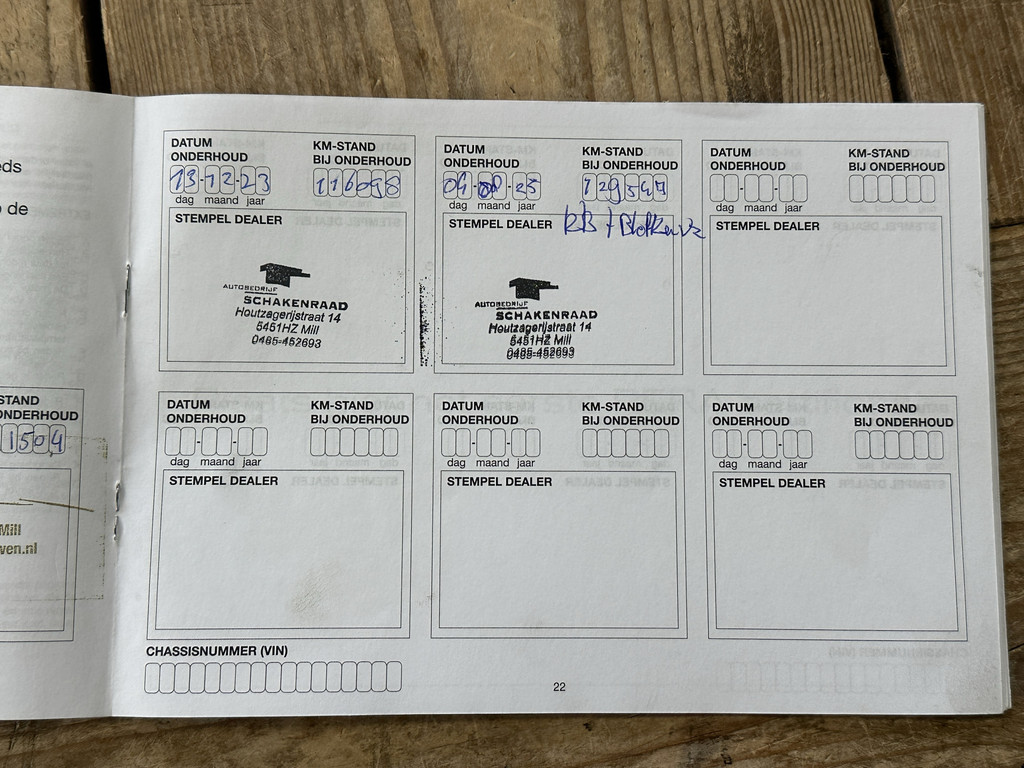 eds
o de
STAND
ONDERHOUD
1504
Mill
ven.nl
DATUM
ONDERHOUD
KM-STAND
BIJ ONDERHOUD
13-12-23
116098
dag maand jaar
STEMPEL DEALER
AUTOBEDRIJF
SCHAKENRAAD
Houtzagerijstraat 14
5451HZ Mill
0485-452693
DATUM
ONDERHOUD
KM-STAND
BIJ ONDERHOUD
04-08-25
129547
dag maand jaar
STEMPEL DEALER
AUTOBEDRIJF
SCHAKENRAAD
Houtzagerijstraat 14
5451HZ Mill
0485-452693
DATUM
ONDERHOUD
KM-STAND
BIJ ONDERHOUD
dag maand jaar
STEMPEL DEALER
DATUM
ONDERHOUD
KM-STAND
BIJ ONDERHOUD
dag maand jaar
STEMPEL DEALER
DATUM
ONDERHOUD
KM-STAND
BIJ ONDERHOUD
dag maand jaar
STEMPEL DEALER
DATUM
ONDERHOUD
KM-STAND
BIJ ONDERHOUD
dag maand jaar
STEMPEL DEALER
CHASSISNUMMER (VIN)
22